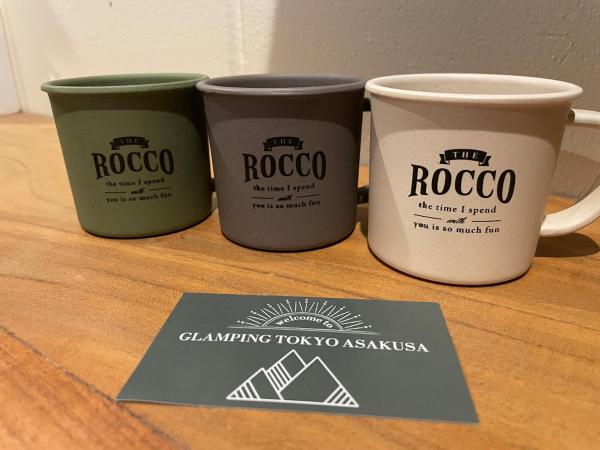 THE
ROCCO
the time I spend
with
you is so much fun
THE
ROCCO
the time I spend
with
you is so much fun
THE
ROCCO
the time I spend
with
you is so much fun
welcome to
GLAMPING TOKYO ASAKUSA